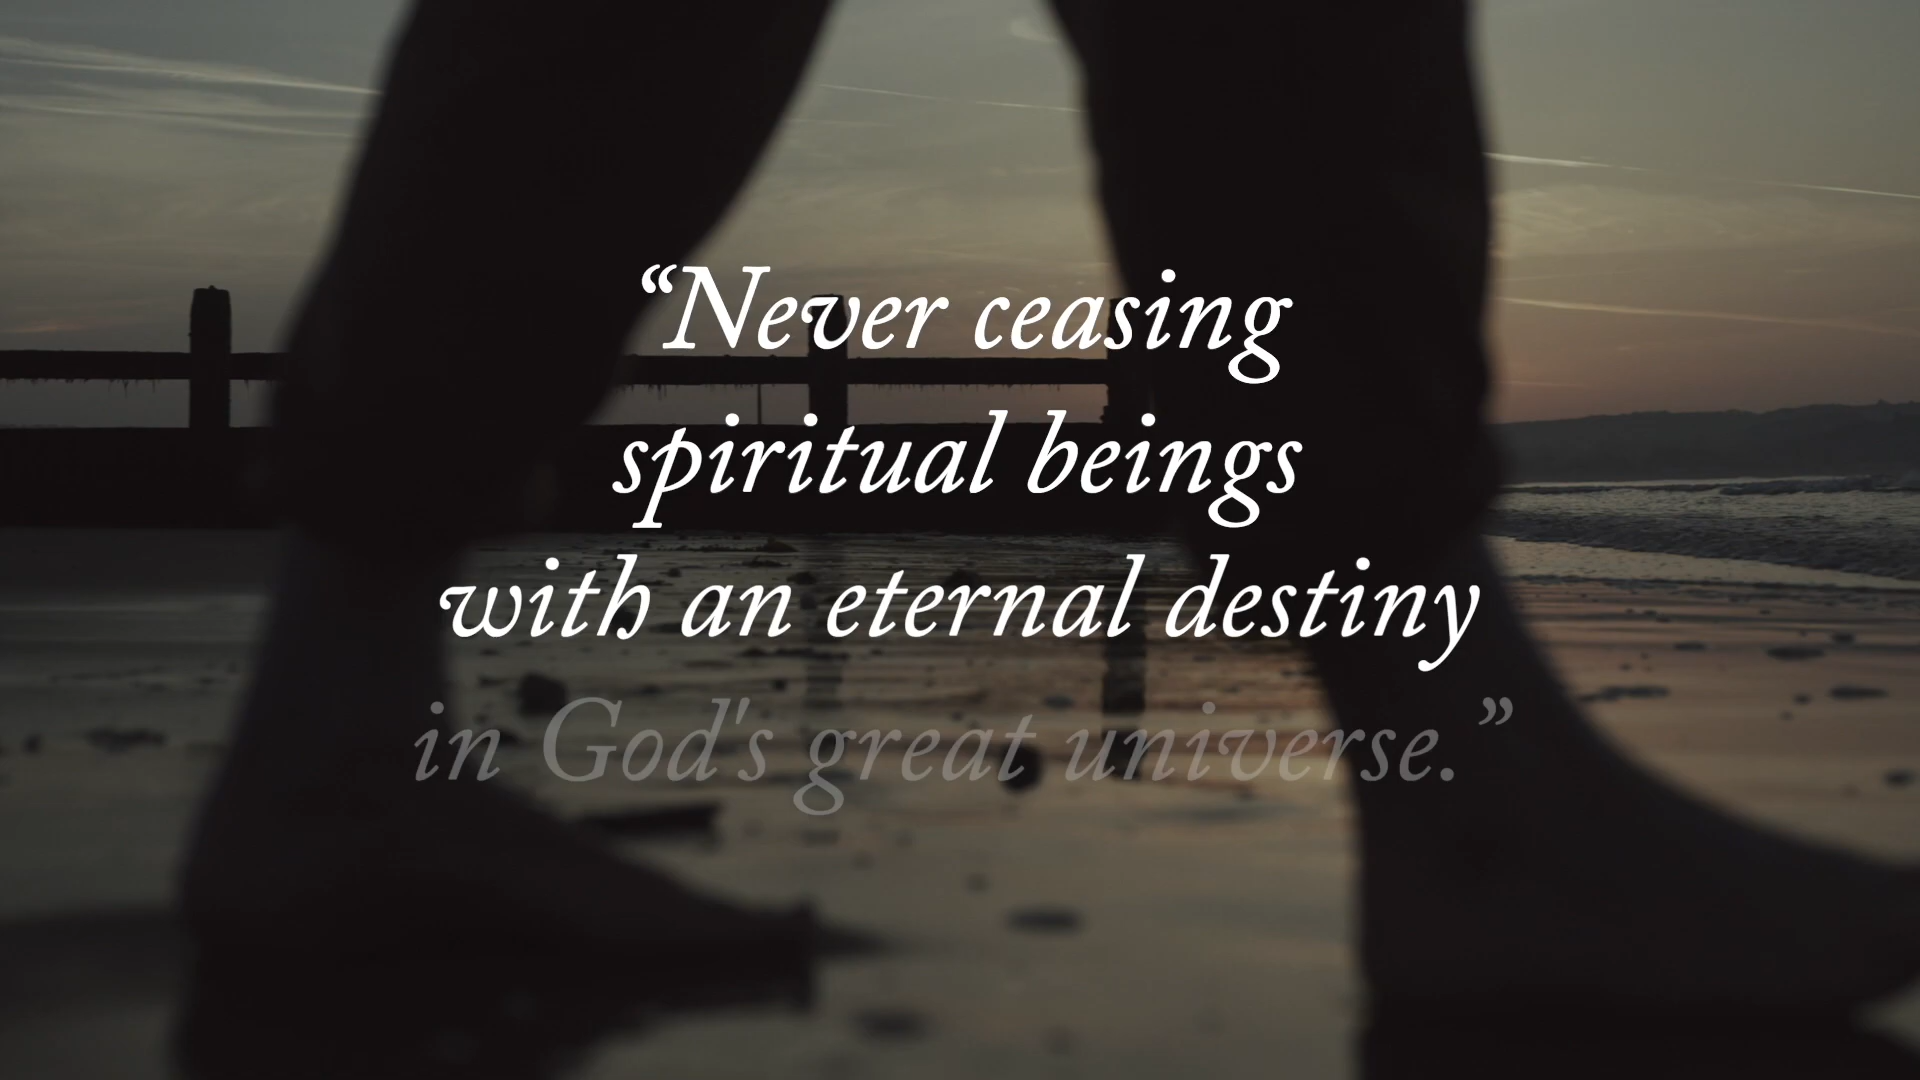 “Never ceasing
spiritual beings
with an eternal destiny
in God's great universe.”